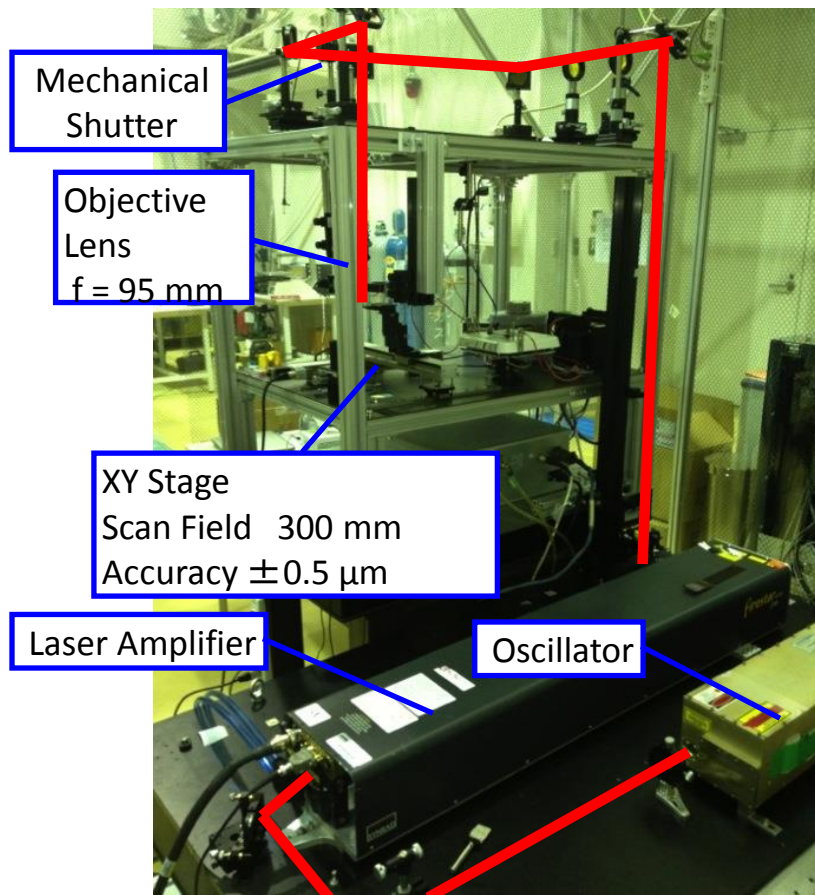 Mechanical
Shutter
Objective
Lens
f = 95 mm
XY Stage
Scan Field 300 mm
Accuracy ±0.5 μm
Laser Amplifier
Oscillator
firestar